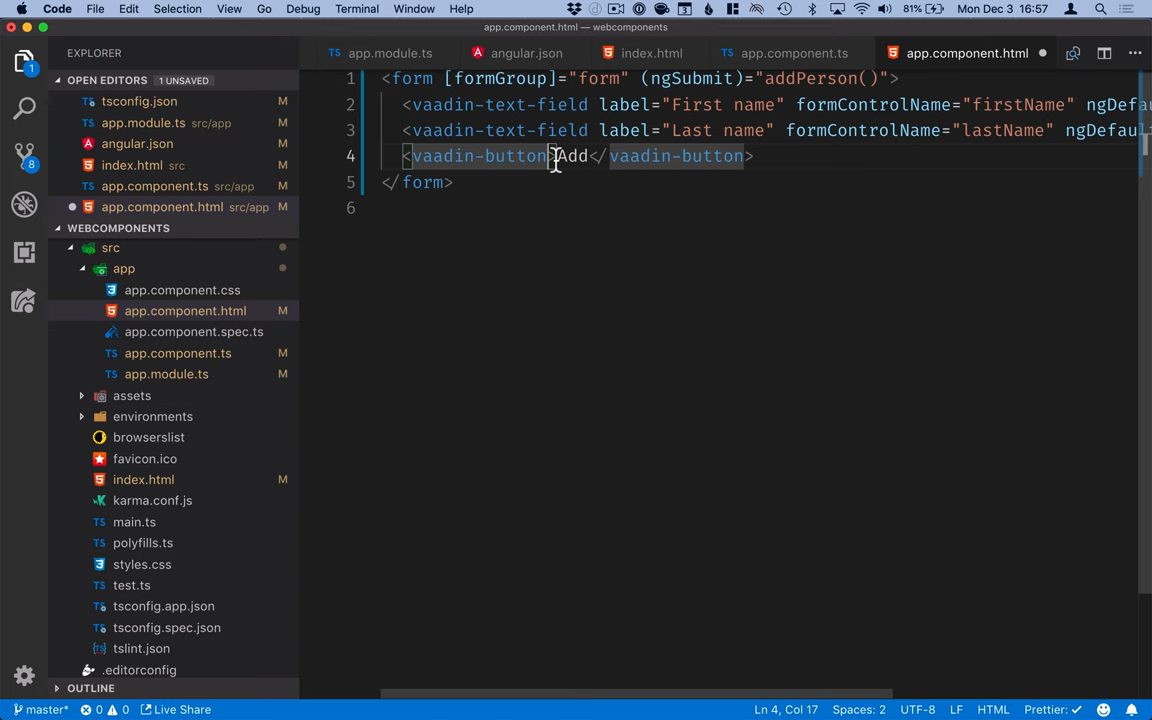 Code File Edit Selection View Go Debug Terminal Window Help 3 81% Mon Dec 3 16:57
app.component.html — webcomponents
EXPLORER
app.module.ts
angular.json
index.html
app.component.ts
app.component.html
OPEN EDITORS 1 UNSAVED
tsconfig.json M
app.module.ts src/app M
angular.json M
index.html src M
app.component.ts src/app M
app.component.html src/app M
WEBCOMPONENTS
src
app
app.component.css
app.component.html M
app.component.spec.ts
app.component.ts M
app.module.ts M
assets
environments
browserslist
favicon.ico
index.html M
karma.conf.js
main.ts
polyfills.ts
styles.css
test.ts
tsconfig.app.json
tsconfig.spec.json
tslint.json
.editorconfig
OUTLINE
1
8
1 <form [formGroup]="form" (ngSubmit)="addPerson()">
2 <vaadin-text-field label="First name" formControlName="firstName" ngDefa
3 <vaadin-text-field label="Last name" formControlName="lastName" ngDefaul
4 <vaadin-button>Add</vaadin-button>
5 </form>
6
master* 0 0 Live Share Ln 4, Col 17 Spaces: 2 UTF-8 LF HTML Prettier: ✓